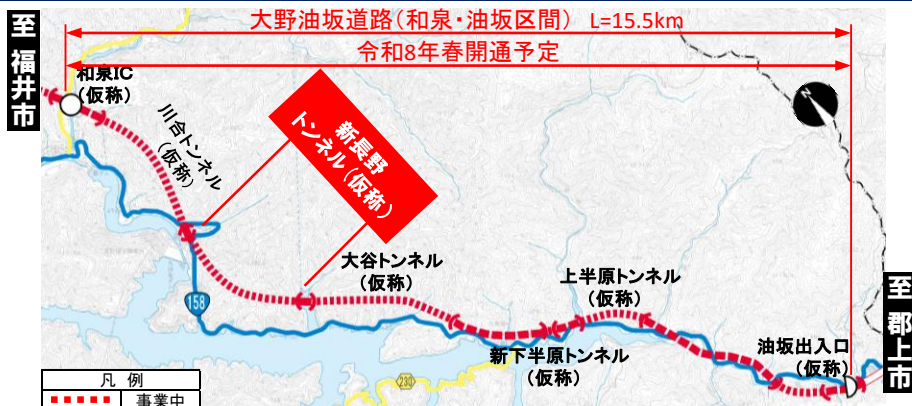 大野油坂道路(和泉・油坂区間) L=15.5km
令和8年春開通予定
至 福井市
和泉IC
(仮称)
N
川合トンネル
(仮称)
新長野
トンネル(仮称)
大谷トンネル
(仮称)
上半原トンネル
(仮称)
158
新下半原トンネル
(仮称)
油坂出入口
(仮称)
至 郡上市
230
凡 例
事業中